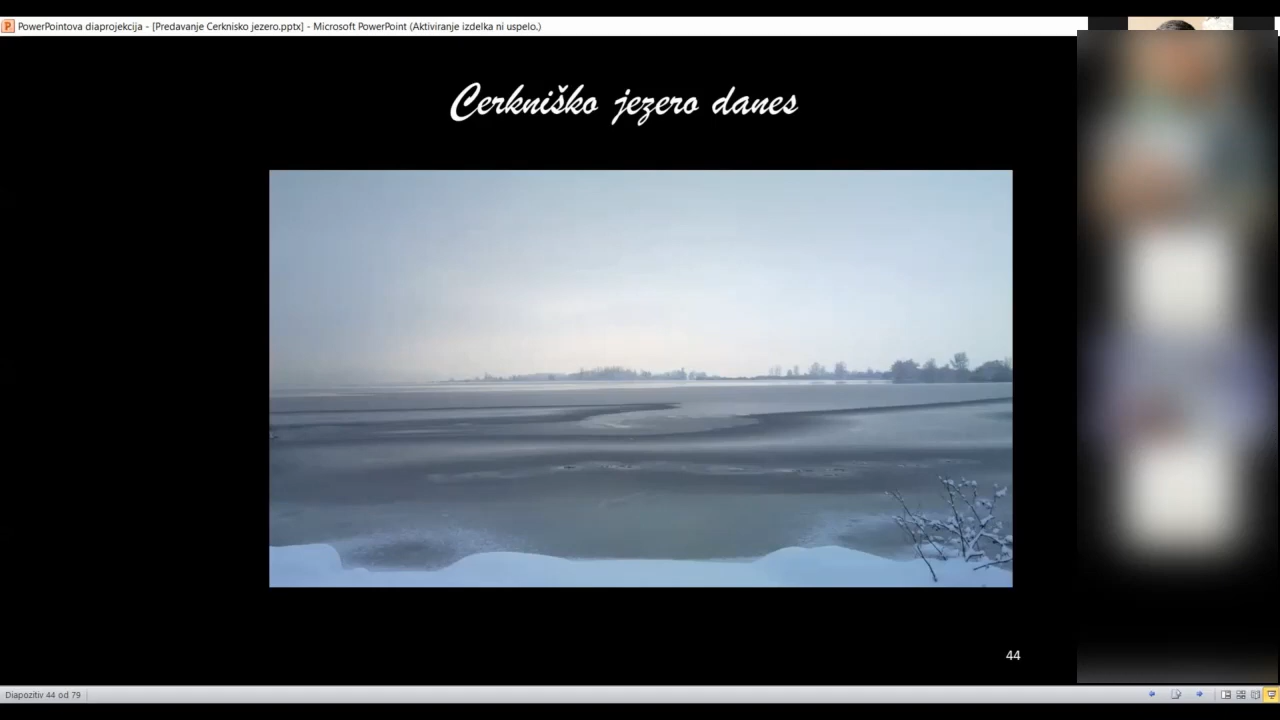 PowerPointova diaprojekcija - [Predavanje Cerknisko jezero.pptx] - Microsoft PowerPoint (Aktiviranje izdelka ni uspelo.)
Cerkniško jezero danes
44
Diapozitiv 44 od 79